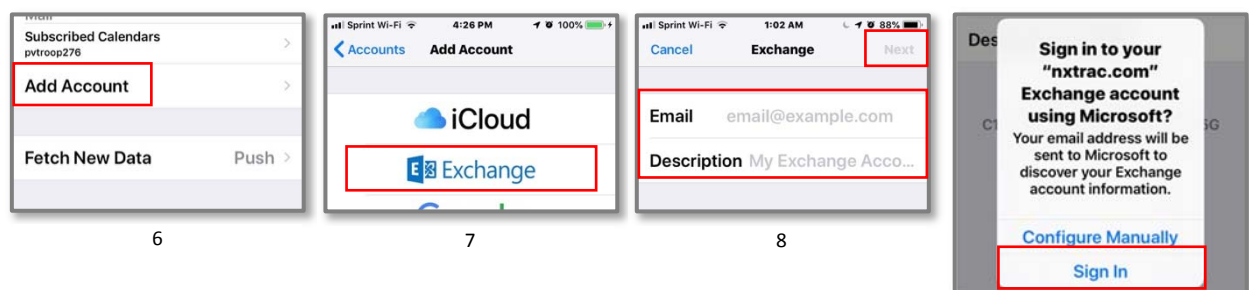 Subscribed Calendars
pvtroop276
Add Account
Fetch New Data Push
6
Sprint Wi-Fi 4:26 PM 100%
Accounts Add Account
iCloud
Exchange
7
Sprint Wi-Fi 1:02 AM 88%
Cancel Exchange Next
Email email@example.com
Description My Exchange Acco...
8
Des
Sign in to your
"nxtrac.com"
Exchange account
using Microsoft?
Your email address will be
sent to Microsoft to
discover your Exchange
account information.
Configure Manually
Sign In